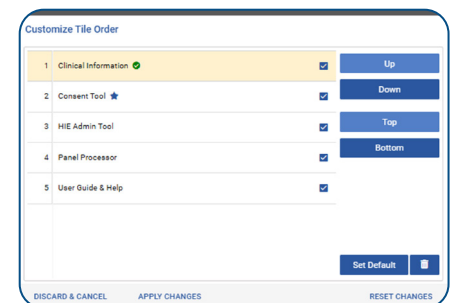 Customize Tile Order
1 Clinical Information
Up
2 Consent Tool
Down
3 HIE Admin Tool
Top
4 Panel Processor
Bottom
5 User Guide & Help
Set Default
DISCARD & CANCEL APPLY CHANGES RESET CHANGES